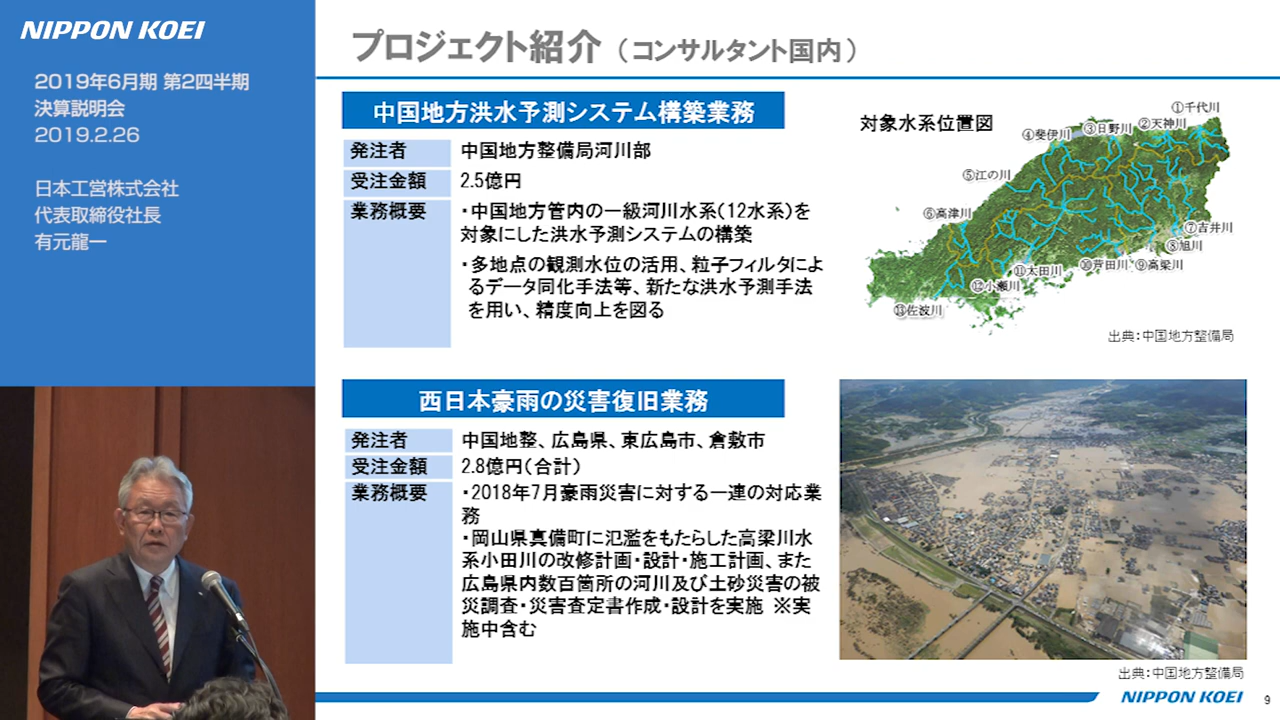 NIPPON KOEI
2019年6月期 第2四半期
決算説明会
2019.2.26
日本工営株式会社
代表取締役社長
有元龍一
プロジェクト紹介（コンサルタント国内）
中国地方洪水予測システム構築業務
発注者 中国地方整備局河川部
受注金額 2.5億円
業務概要 ・中国地方管内の一級河川水系（12水系）を
対象にした洪水予測システムの構築
・多地点の観測水位の活用、粒子フィルタによ
るデータ同化手法等、新たな洪水予測手法
を用い、精度向上を図る
対象水系位置図
①千代川
②天神川
③日野川
④斐伊川
⑤江の川
⑥高津川
⑦吉井川
⑧旭川
⑨高梁川
⑩芦田川
⑪太田川
⑫小瀬川
⑬佐波川
出典：中国地方整備局
西日本豪雨の災害復旧業務
発注者 中国地整、広島県、東広島市、倉敷市
受注金額 2.8億円（合計）
業務概要 ・2018年7月豪雨災害に対する一連の対応業
務
・岡山県真備町に氾濫をもたらした高梁川水
系小田川の改修計画・設計・施工計画、また
広島県内数百箇所の河川及び土砂災害の被
災調査・災害査定書作成・設計を実施 ※実
施中含む
出典：中国地方整備局
NIPPON KOEI
9